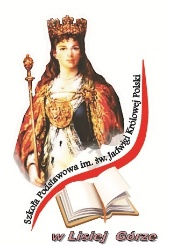 Szkoła Podstawowa im. św. Jadwigi Królowej Polski
w Lisiej Górze